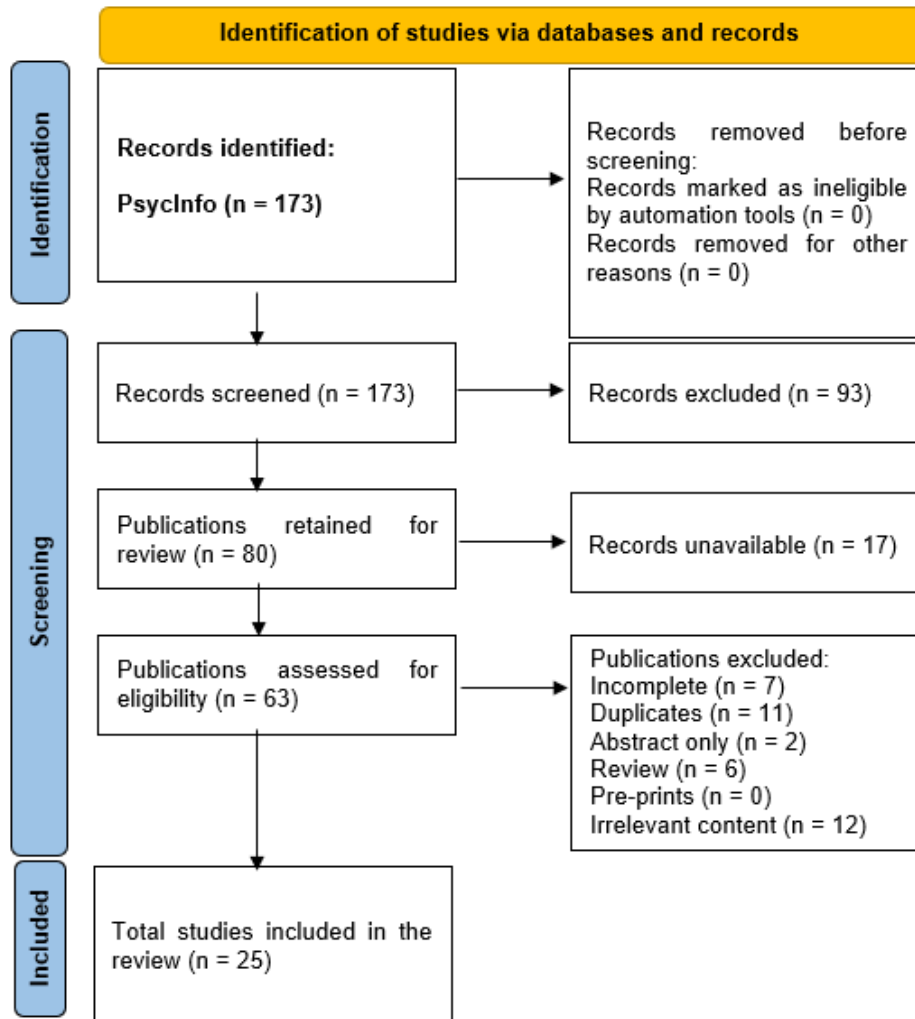 Identification of studies via databases and records
Identification
Records identified:
PsycInfo (n = 173)
Records removed before
screening:
Records marked as ineligible
by automation tools (n = 0)
Records removed for other
reasons (n = 0)
Screening
Records screened (n = 173)
Records excluded (n = 93)
Publications retained for
review (n = 80)
Records unavailable (n = 17)
Publications assessed for
eligibility (n = 63)
Publications excluded:
Incomplete (n = 7)
Duplicates (n = 11)
Abstract only (n = 2)
Review (n = 6)
Pre-prints (n = 0)
Irrelevant content (n = 12)
Included
Total studies included in the
review (n = 25)